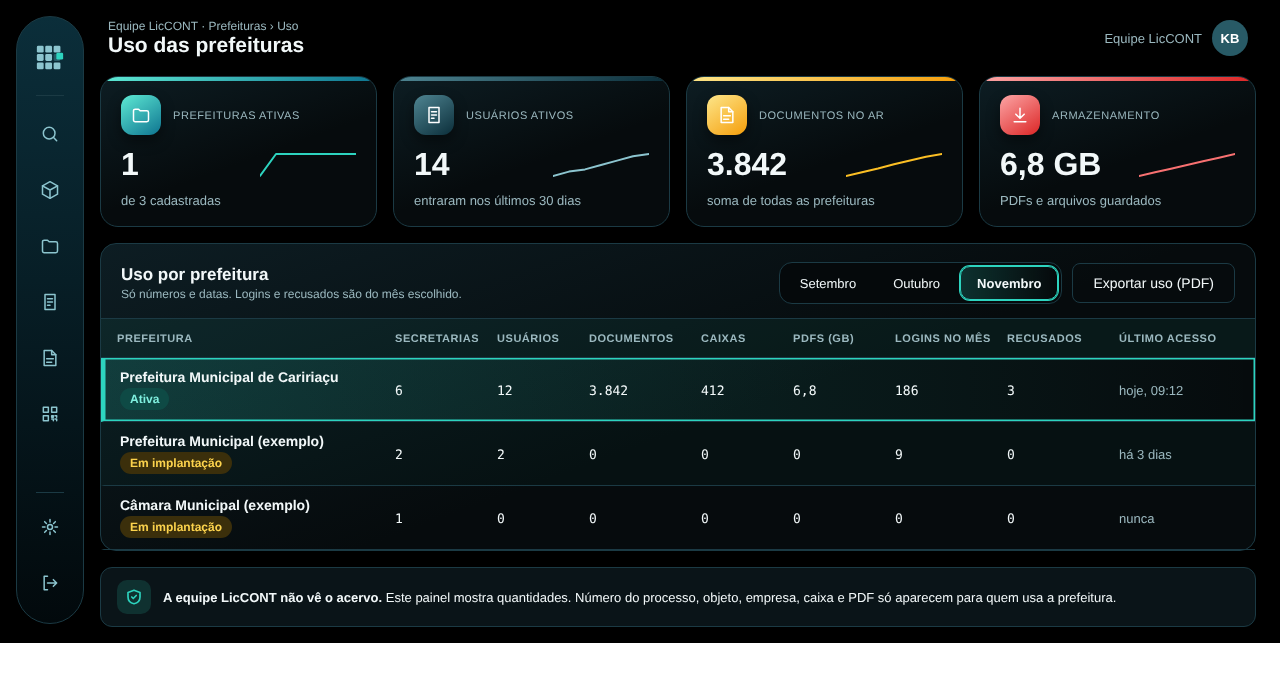 Equipe LicCONT · Prefeituras › Uso
Uso das prefeituras
Equipe LicCONT
KB
PREFEITURAS ATIVAS
1
de 3 cadastradas
USUÁRIOS ATIVOS
14
entraram nos últimos 30 dias
DOCUMENTOS NO AR
3.842
soma de todas as prefeituras
ARMAZENAMENTO
6,8 GB
PDFs e arquivos guardados
Uso por prefeitura
Só números e datas. Logins e recusados são do mês escolhido.
Setembro Outubro Novembro Exportar uso (PDF)
PREFEITURA SECRETARIAS USUÁRIOS DOCUMENTOS CAIXAS PDFS (GB) LOGINS NO MÊS RECUSADOS ÚLTIMO ACESSO
Prefeitura Municipal de Caririaçu
Ativa
6 12 3.842 412 6,8 186 3 hoje, 09:12
Prefeitura Municipal (exemplo)
Em implantação
2 2 0 0 0 9 0 há 3 dias
Câmara Municipal (exemplo)
Em implantação
1 0 0 0 0 0 0 nunca
A equipe LicCONT não vê o acervo. Este painel mostra quantidades. Número do processo, objeto, empresa, caixa e PDF só aparecem para quem usa a prefeitura.